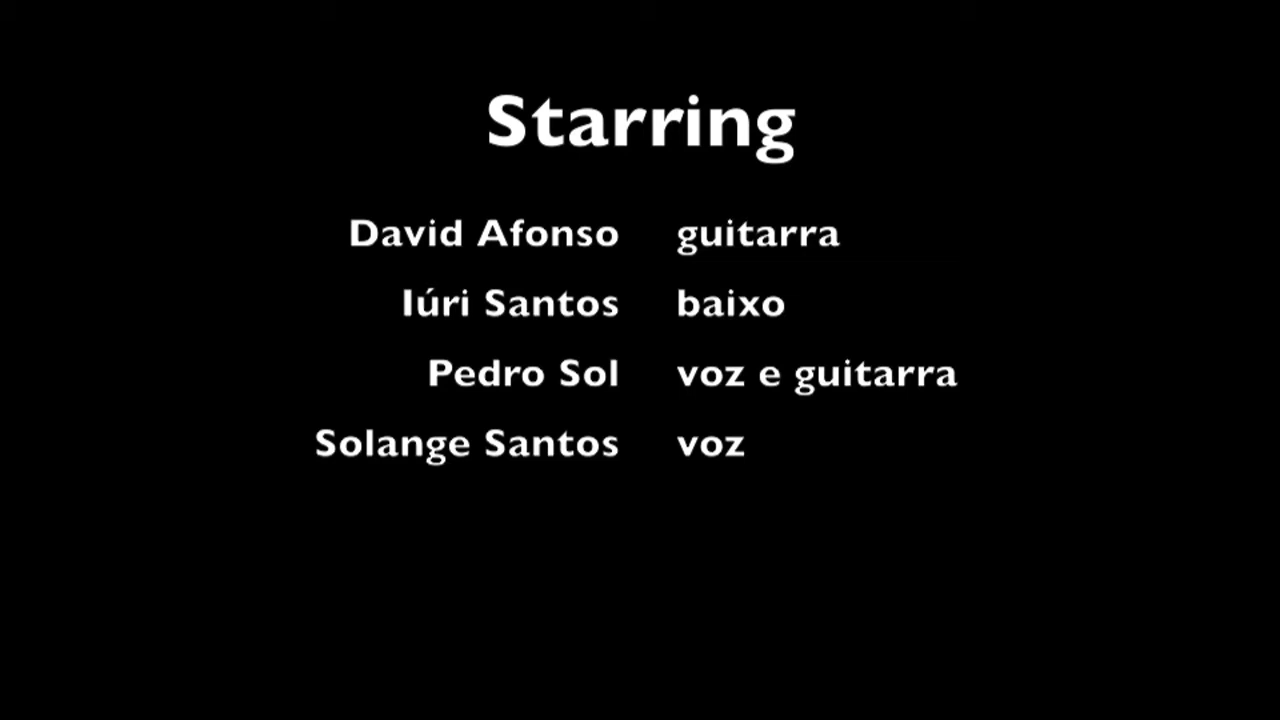 Starring
David Afonso guitarra
Iúri Santos baixo
Pedro Sol voz e guitarra
Solange Santos voz